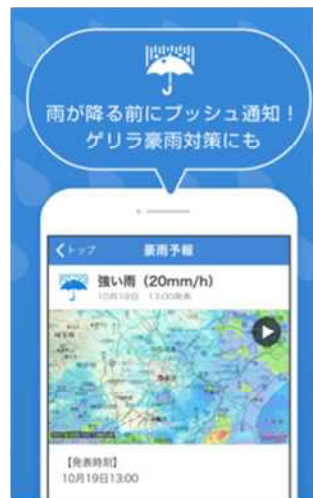 雨が降る前にプッシュ通知!
ゲリラ豪雨対策にも
くトップ
豪雨予報
強い雨（20mm/h）
10月19日 13:00発表
【発表時刻】
10月19日13:00